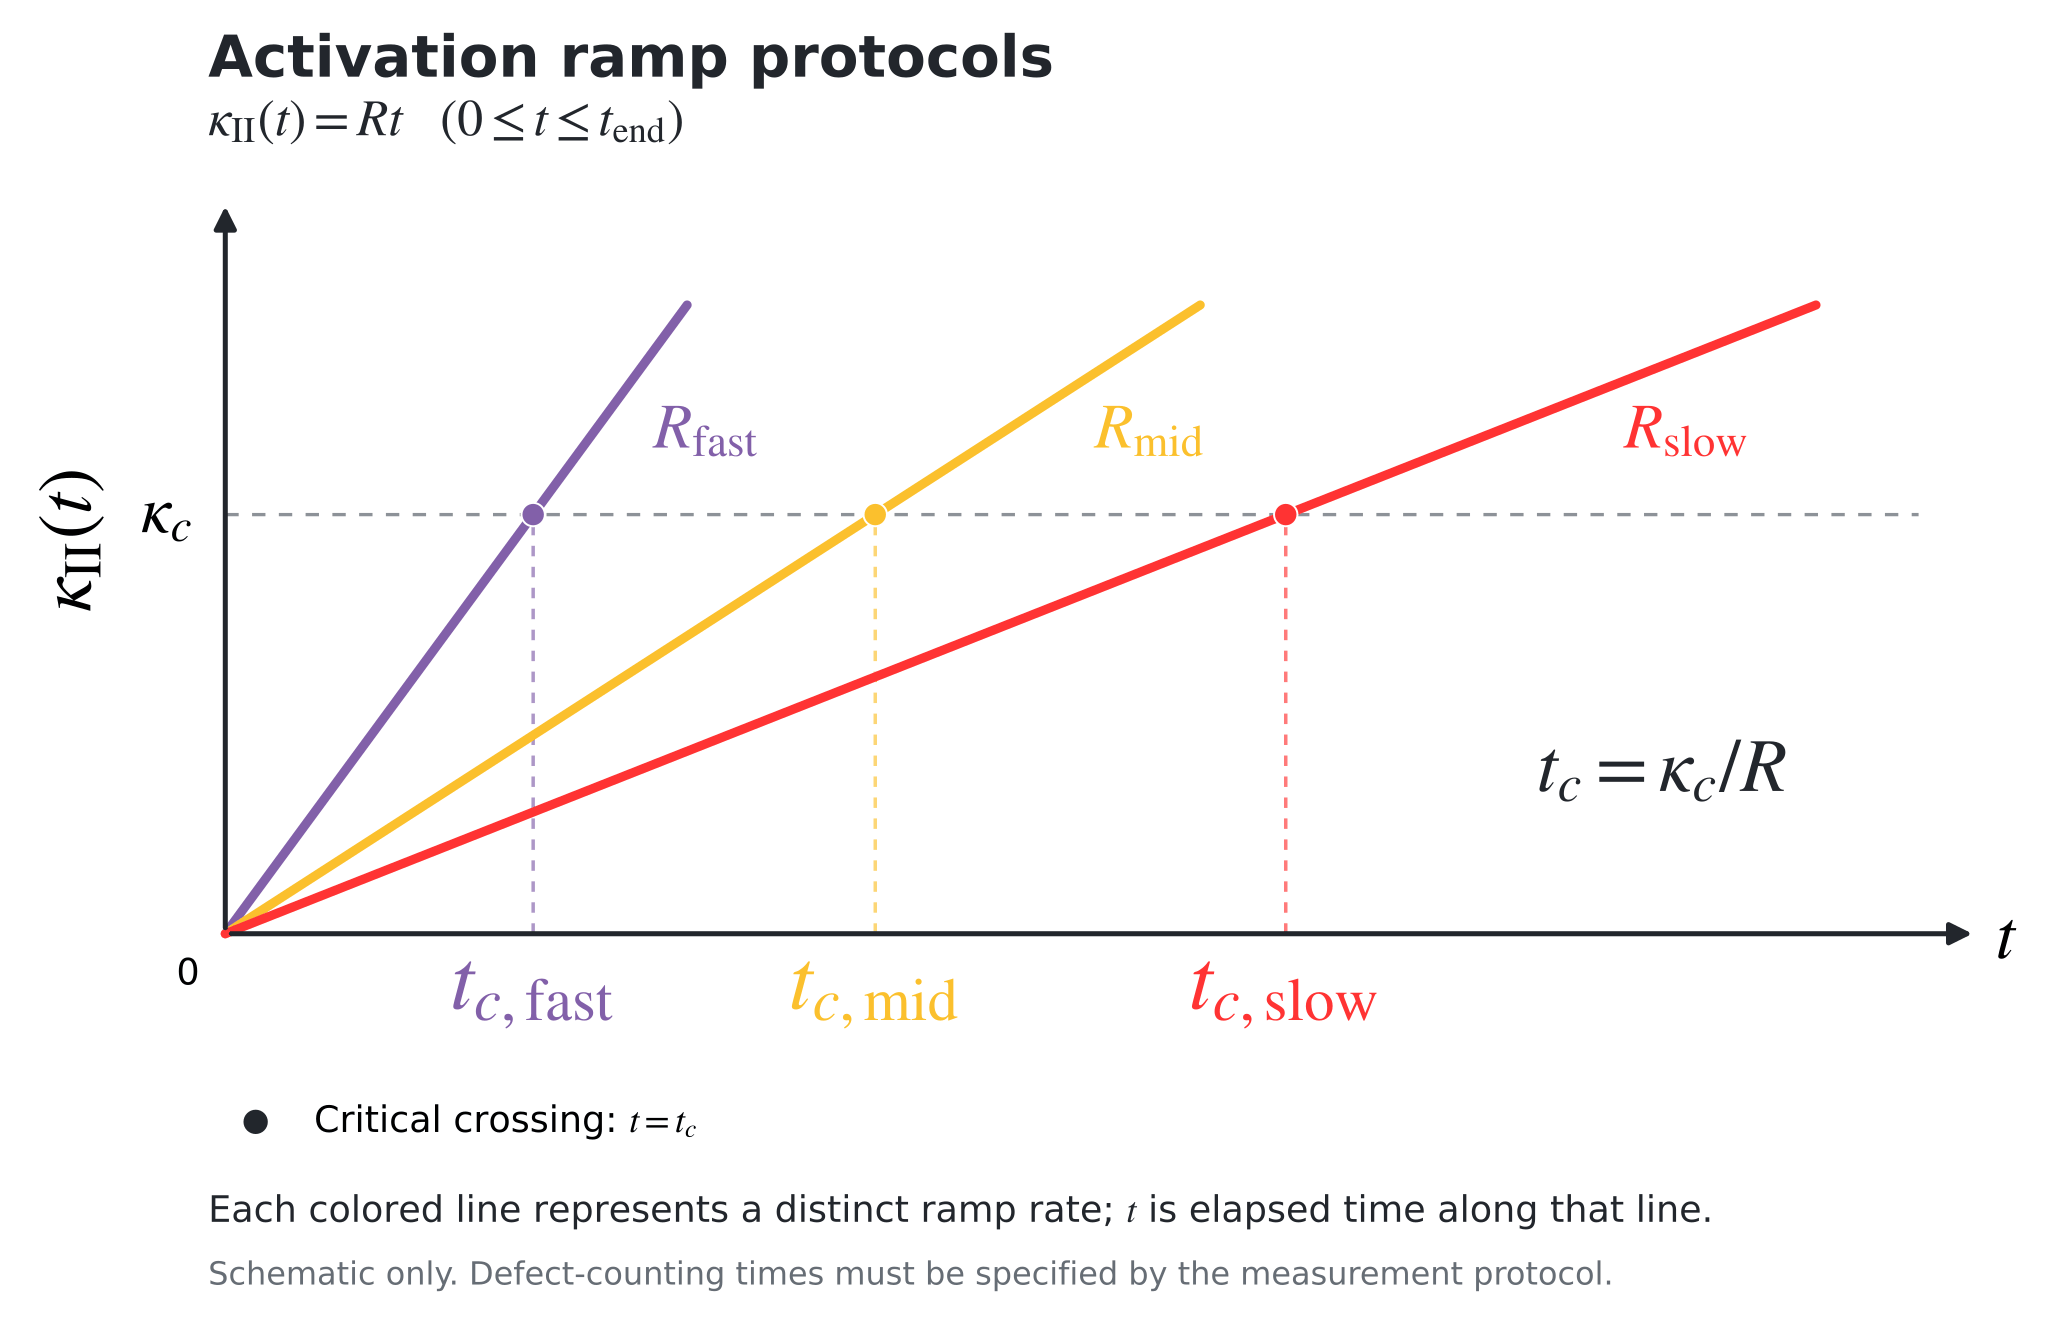 Activation ramp protocols
κ_II(t) = Rt (0 ≤ t ≤ t_end)
κ_II(t)
κ_c
R_fast
R_mid
R_slow
t_c = κ_c/R
t
0
t_c, fast
t_c, mid
t_c, slow
Critical crossing: t = t_c
Each colored line represents a distinct ramp rate; t is elapsed time along that line.
Schematic only. Defect-counting times must be specified by the measurement protocol.